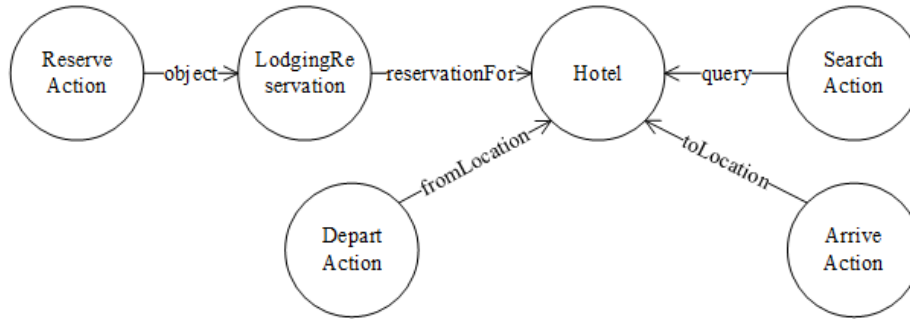 Reserve
Action
object
LodgingRe
servation
reservationFor
Hotel
query
Search
Action
fromLocation
toLocation
Depart
Action
Arrive
Action